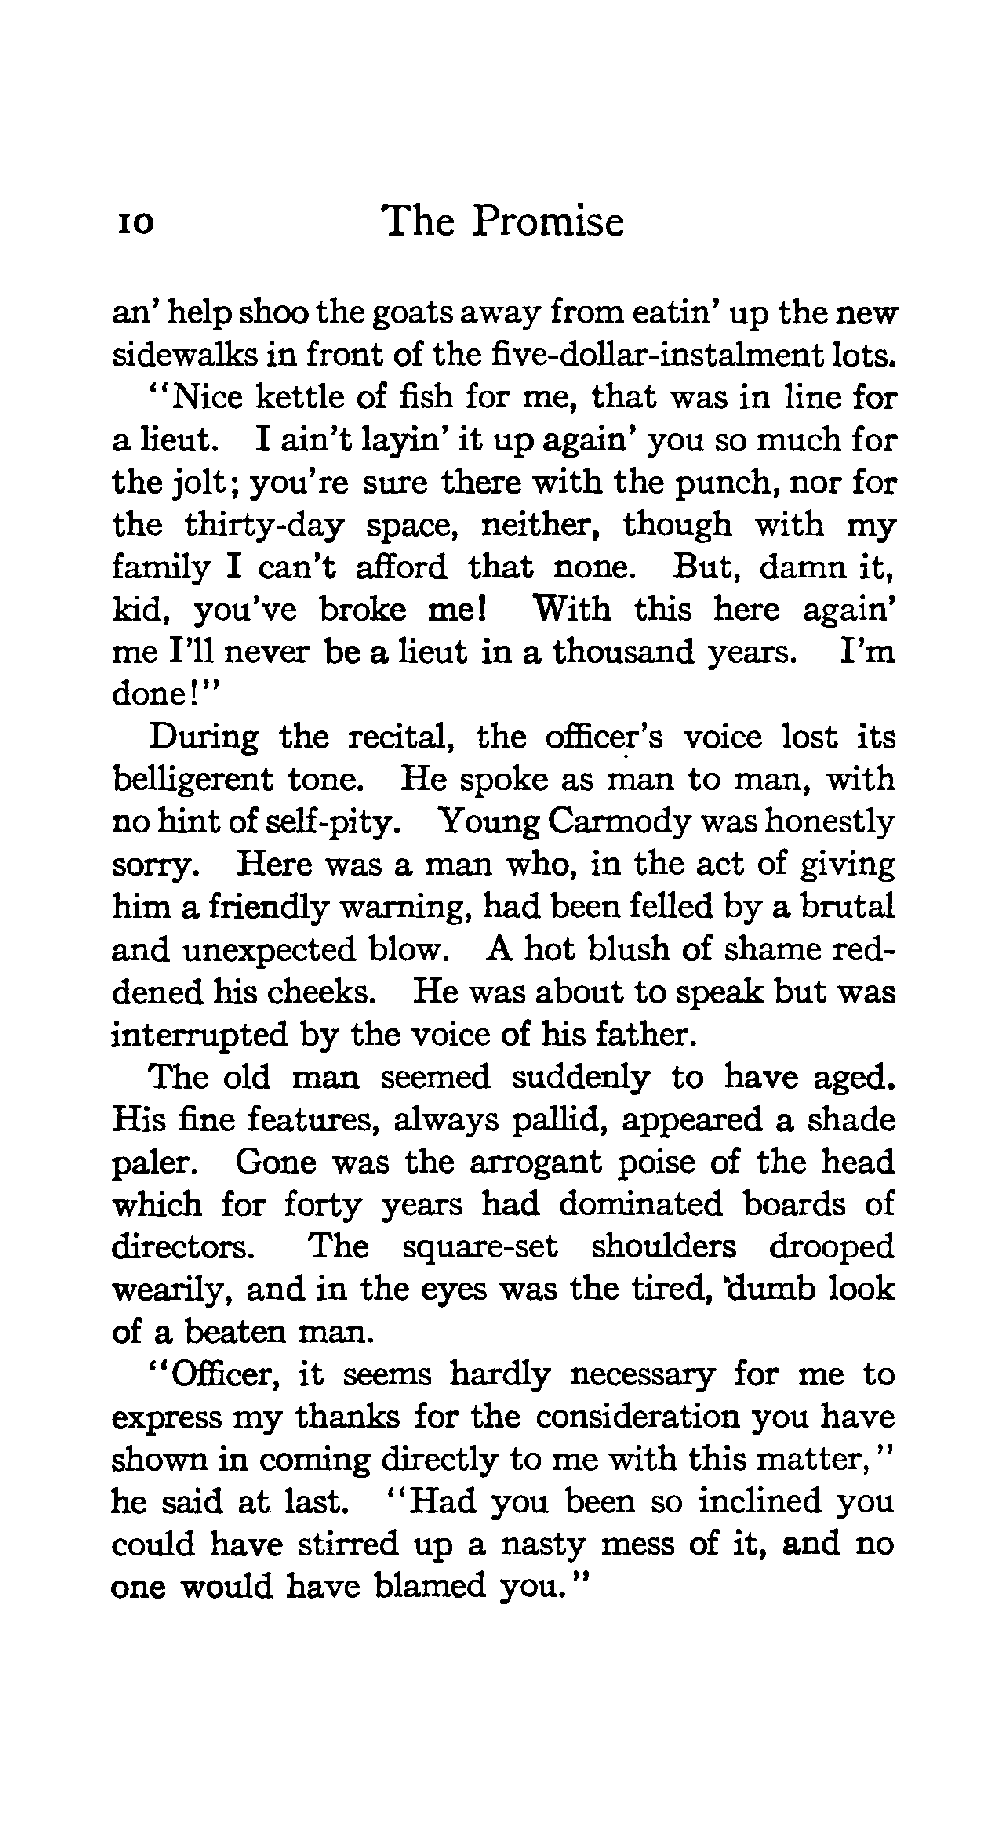 10 The Promise
an' help shoo the goats away from eatin' up the new
sidewalks in front of the five-dollar-instalment lots.
"Nice kettle of fish for me, that was in line for
a lieut. I ain't layin' it up again' you so much for
the jolt; you're sure there with the punch, nor for
the thirty-day space, neither, though with my
family I can't afford that none. But, damn it,
kid, you've broke me! With this here again'
me I'll never be a lieut in a thousand years. I'm
done!"
During the recital, the officer's voice lost its
belligerent tone. He spoke as man to man, with
no hint of self-pity. Young Carmody was honestly
sorry. Here was a man who, in the act of giving
him a friendly warning, had been felled by a brutal
and unexpected blow. A hot blush of shame red-
dened his cheeks. He was about to speak but was
interrupted by the voice of his father.
The old man seemed suddenly to have aged.
His fine features, always pallid, appeared a shade
paler. Gone was the arrogant poise of the head
which for forty years had dominated boards of
directors. The square-set shoulders drooped
wearily, and in the eyes was the tired, dumb look
of a beaten man.
"Officer, it seems hardly necessary for me to
express my thanks for the consideration you have
shown in coming directly to me with this matter,"
he said at last. "Had you been so inclined you
could have stirred up a nasty mess of it, and no
one would have blamed you."